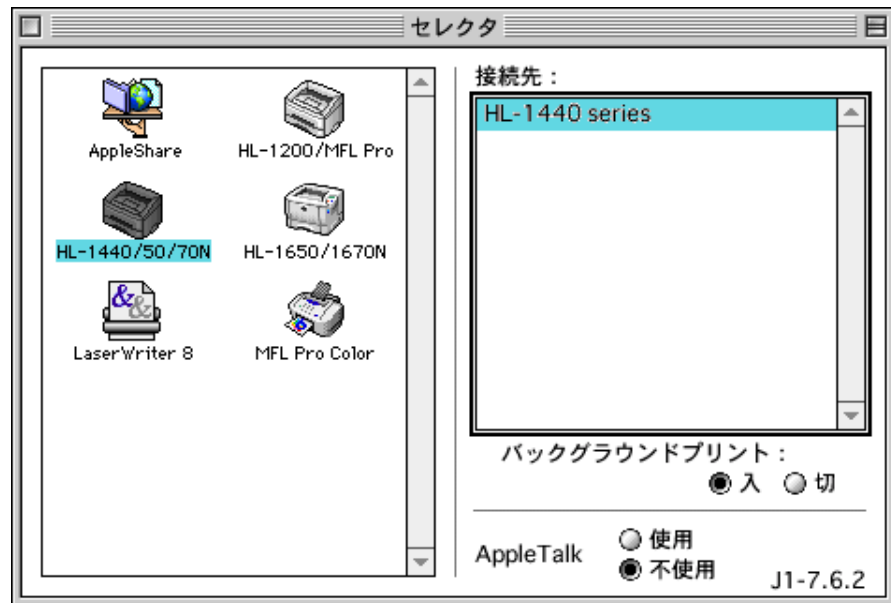 セレクタ
AppleShare
HL-1200/MFL Pro
HL-1440/50/70N
HL-1650/1670N
LaserWriter 8
MFL Pro Color
接続先：
HL-1440 series
バックグラウンドプリント：
入 切
AppleTalk
使用
不使用
J1-7.6.2